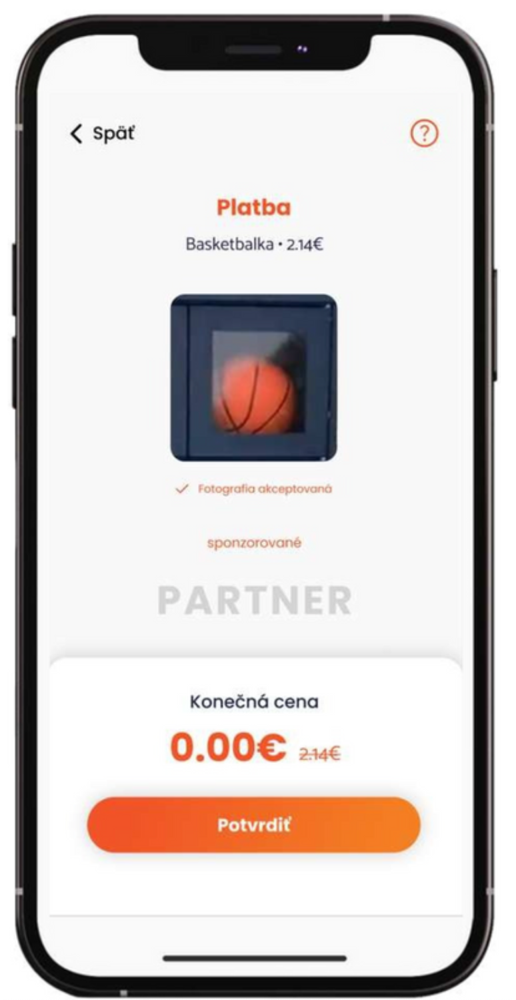 Späť
?
Platba
Basketbalka • 2.14€
Fotografia akceptovaná
sponzorované
PARTNER
Konečná cena
0.00€ 2.14€
Potvrdiť